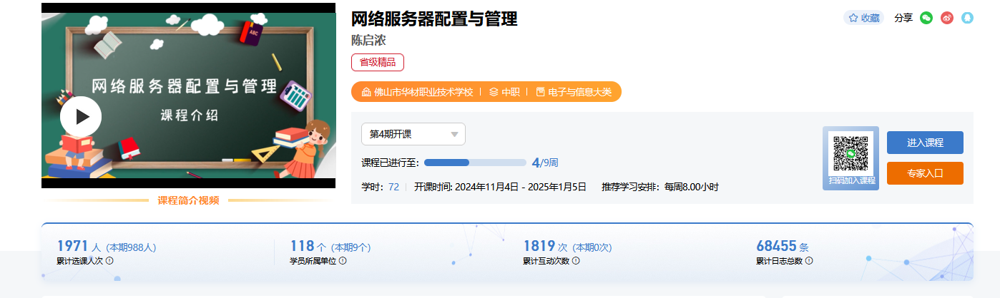 网络服务器配置与管理
课程介绍
ABC
课程简介视频
网络服务器配置与管理
收藏 分享
陈启浓
省级精品
佛山市华材职业技术学校 | 中职 | 电子与信息大类
第4期开课
课程已进行至: 4/9周
学时: 72 | 开课时间: 2024年11月4日 - 2025年1月5日 推荐学习安排: 每周8.00小时
扫码加入课程
进入课程
专家入口
1971 人 (本期988人)
累计选课人次
118 个 (本期9个)
学员所属单位
1819 次 (本期0次)
累计互动次数
68455 条
累计日志总数